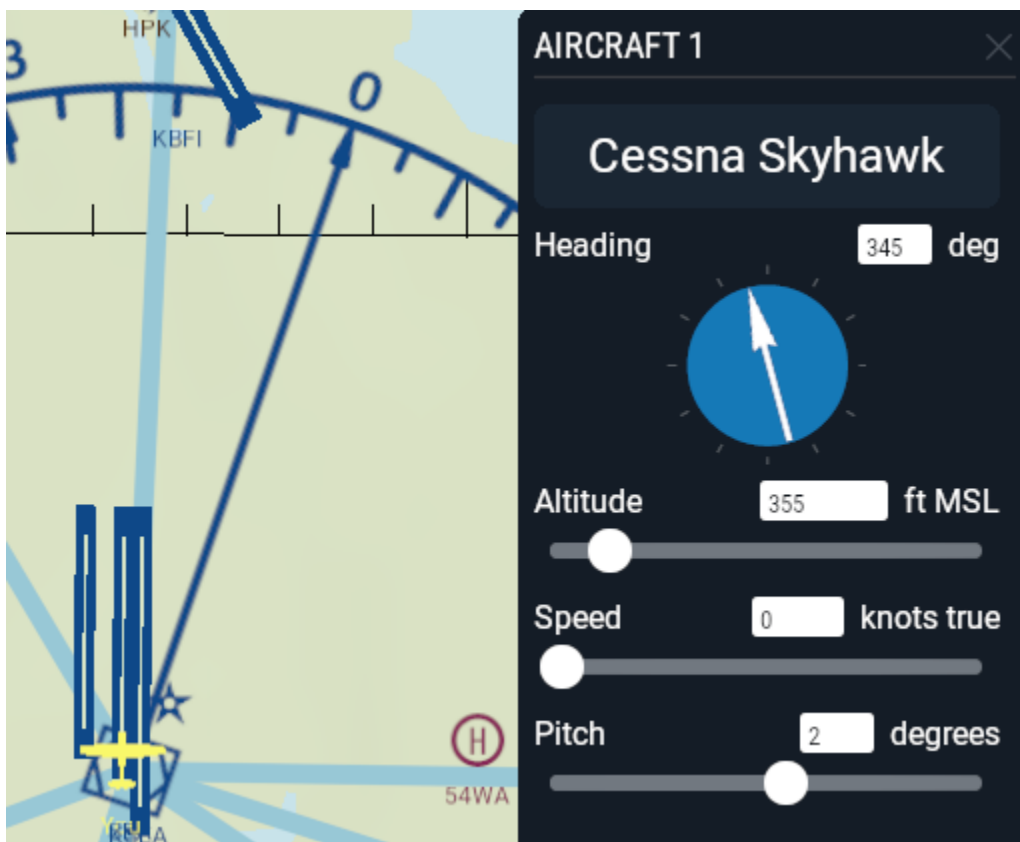 HPK
3
0
KBFI
54WA
AIRCRAFT 1
Cessna Skyhawk
Heading 345 deg
Altitude 355 ft MSL
Speed 0 knots true
Pitch 2 degrees
H